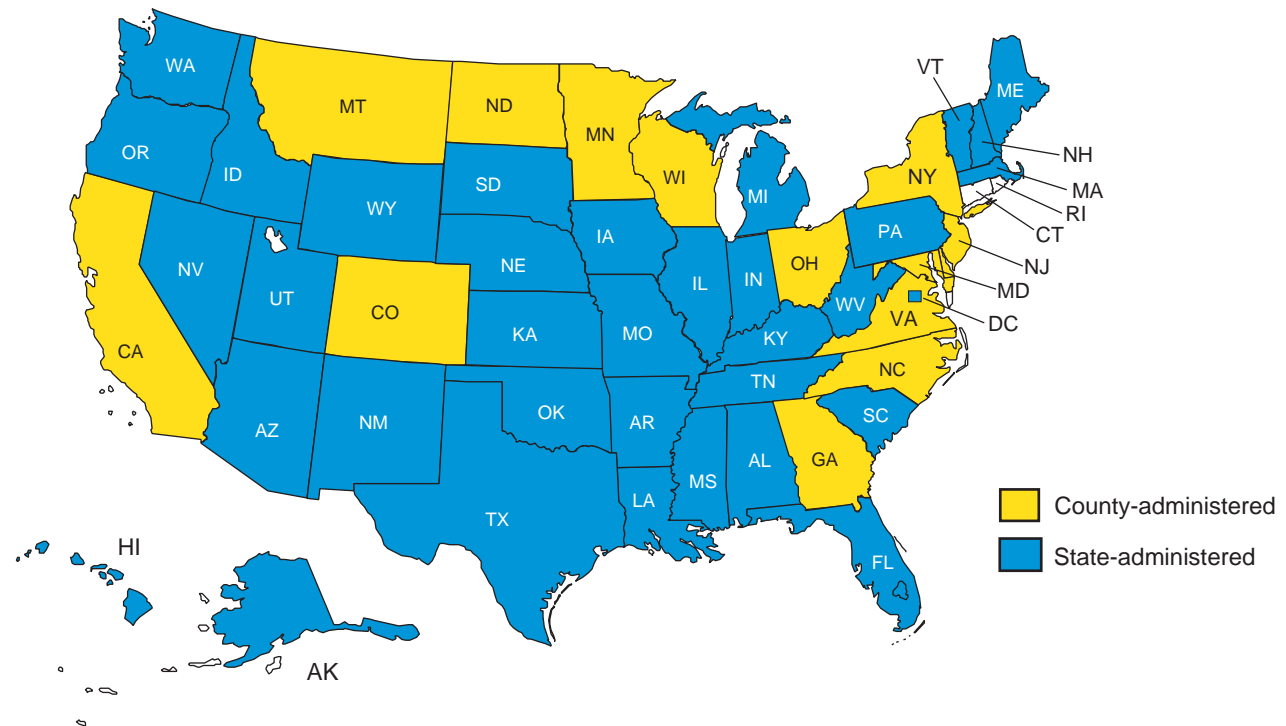 WA
MT
ND
MN
VT
ME
OR
ID
SD
WI
MI
NY
NH
MA
RI
CT
WY
IA
PA
NJ
NV
UT
CO
NE
IL
IN
OH
WV
MD
VA
DC
CA
KA
MO
KY
NC
TN
AZ
NM
OK
AR
SC
TX
LA
MS
AL
GA
FL
HI
AK
County-administered
State-administered